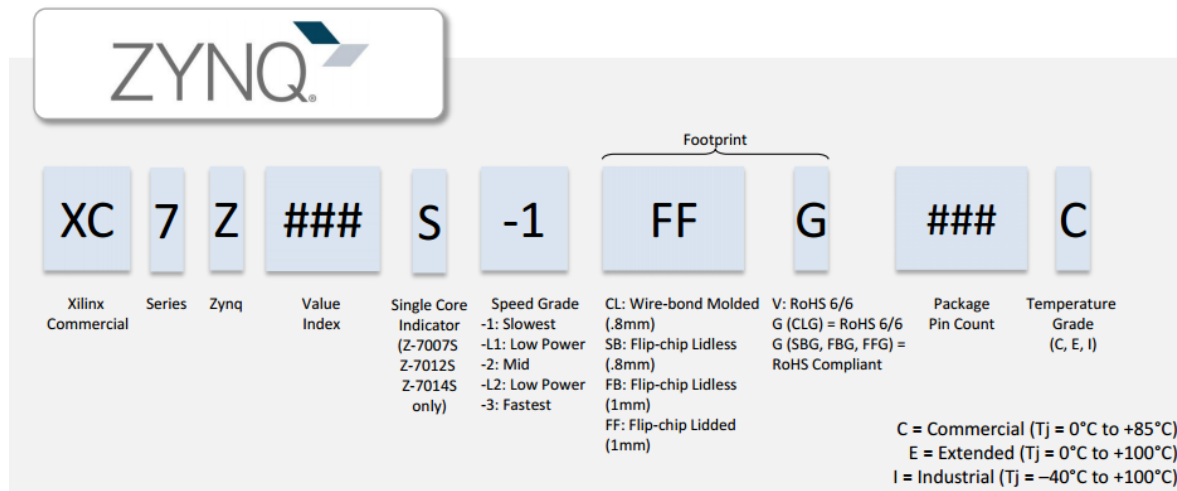 ZYNQ®
Footprint
XC 7 Z ### S -1 FF G ### C
Xilinx
Commercial
Series
Zynq
Value
Index
Single Core
Indicator
(Z-7007S
Z-7012S
Z-7014S
only)
Speed Grade
-1: Slowest
-L1: Low Power
-2: Mid
-L2: Low Power
-3: Fastest
CL: Wire-bond Molded
(.8mm)
SB: Flip-chip Lidless
(.8mm)
FB: Flip-chip Lidless
(1mm)
FF: Flip-chip Lidded
(1mm)
V: RoHS 6/6
G (CLG) = RoHS 6/6
G (SBG, FBG, FFG) =
RoHS Compliant
Package
Pin Count
Temperature
Grade
(C, E, I)
C = Commercial (Tj = 0°C to +85°C)
E = Extended (Tj = 0°C to +100°C)
I = Industrial (Tj = –40°C to +100°C)